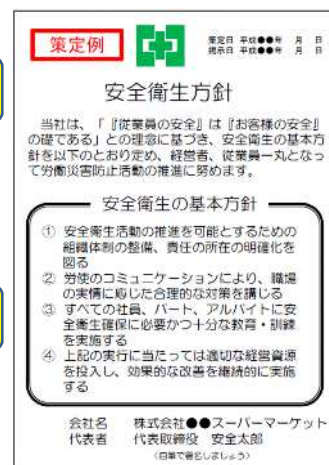 策定例
策定日 平成●●年 月 日
掲示日 平成●●年 月 日
安全衛生方針
当社は、「『従業員の安全』は『お客様の安全』
の礎である」との理念に基づき、安全衛生の基本方
針を以下のとおり定め、経営者、従業員一丸となっ
て労働災害防止活動の推進に努めます。
安全衛生の基本方針
① 安全衛生活動の推進を可能とするための
組織体制の整備、責任の所在の明確化を
図る
② 労使のコミュニケーションにより、職場
の実情に応じた合理的な対策を講じる
③ すべての社員、パート、アルバイトに安
全衛生確保に必要かつ十分な教育・訓練
を実施する
④ 上記の実行に当たっては適切な経営資源
を投入し、効果的な改善を継続的に実施
する
会社名 株式会社●●スーパーマーケット
代表者 代表取締役 安全太郎
（自筆で署名しましょう）